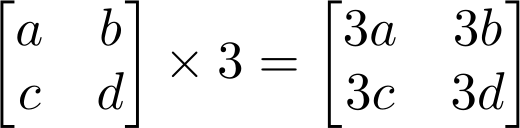 [a b; c d] × 3 = [3a 3b; 3c 3d]